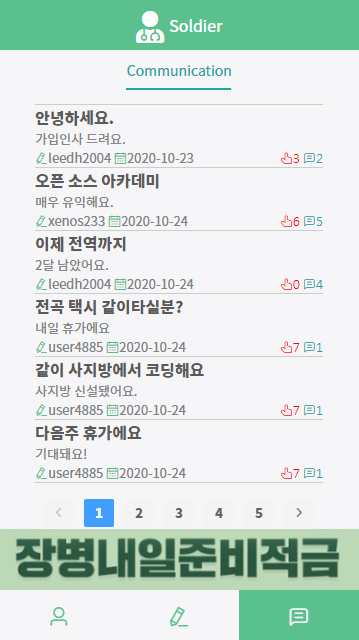 Soldier
Communication
안녕하세요.
가입인사 드려요.
leedh2004 2020-10-23 3 2
오픈 소스 아카데미
매우 유익해요.
xenos233 2020-10-24 6 5
이제 전역까지
2달 남았어요.
leedh2004 2020-10-24 0 4
전곡 택시 같이타실분?
내일 휴가에요
user4885 2020-10-24 7 1
같이 사지방에서 코딩해요
사지방 신설됐어요.
user4885 2020-10-24 7 1
다음주 휴가에요
기대돼요!
user4885 2020-10-24 7 1
1 2 3 4 5
장병내일준비적금